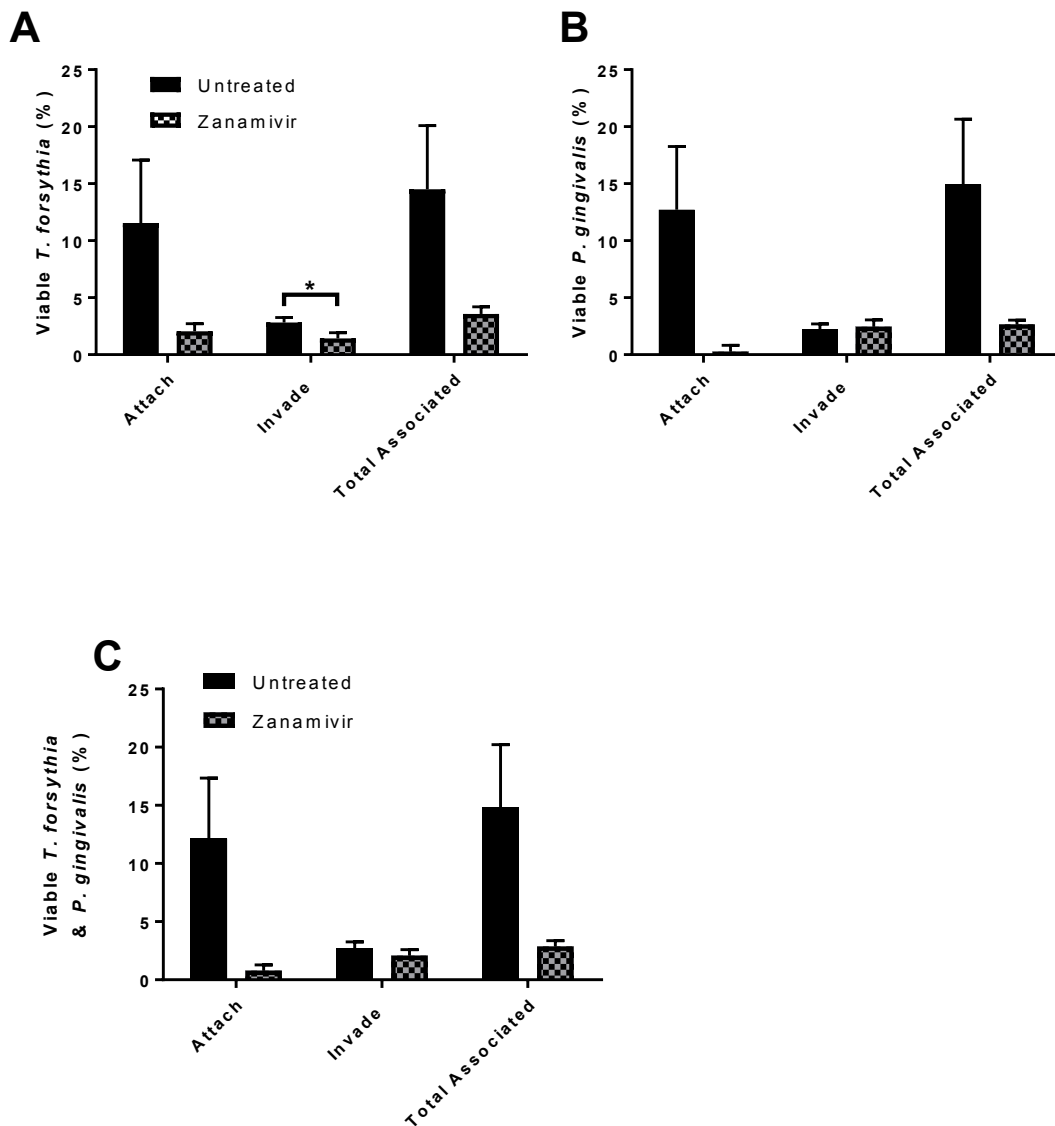 A
Viable T. forsythia (%)
25
20
15
10
5
0
Untreated
Zanamivir
*
Attach
Invade
Total Associated
B
Viable P. gingivalis (%)
25
20
15
10
5
0
Attach
Invade
Total Associated
C
Viable T. forsythia
& P. gingivalis (%)
25
20
15
10
5
0
Untreated
Zanamivir
Attach
Invade
Total Associated